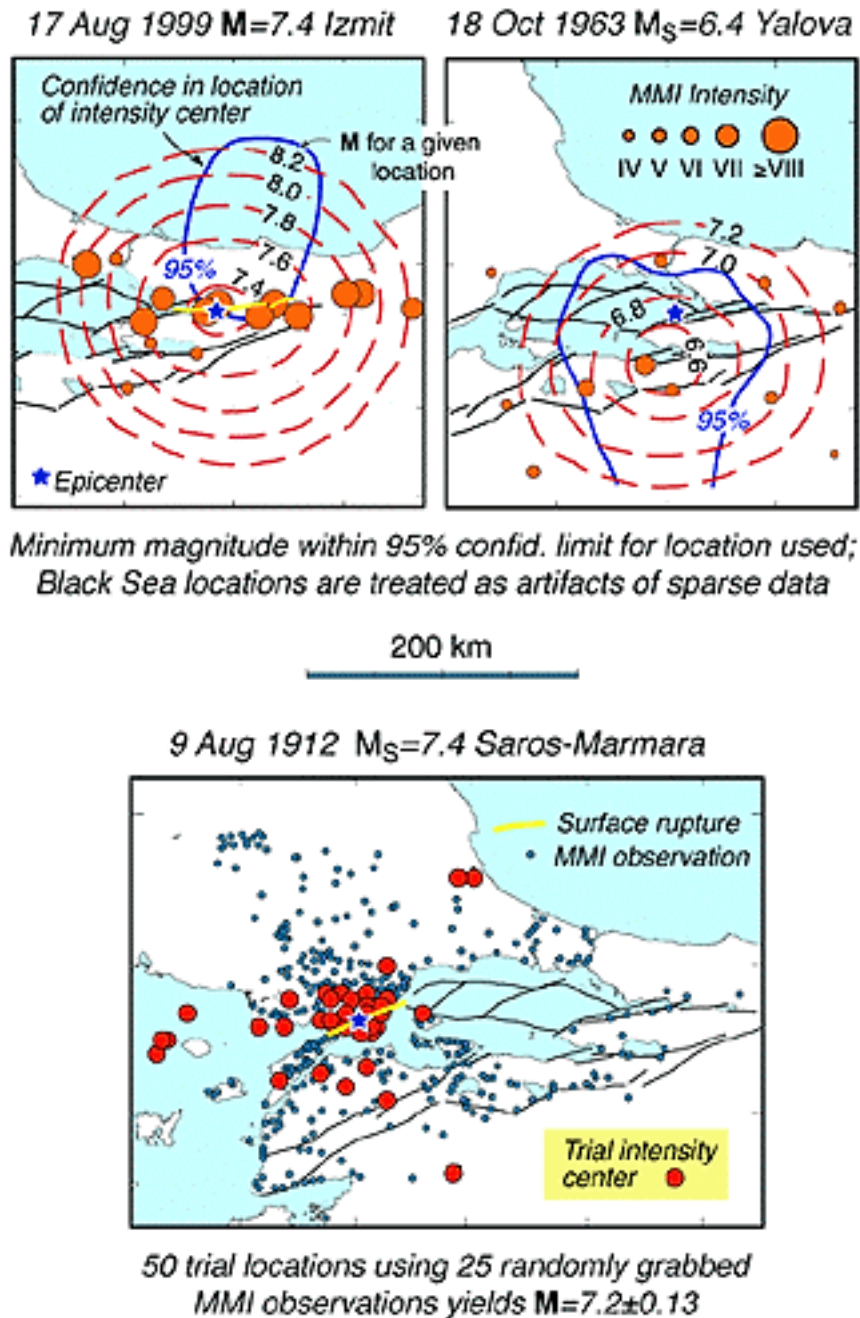 17 Aug 1999 M=7.4 Izmit
18 Oct 1963 MS=6.4 Yalova
Confidence in location
of intensity center
M for a given
location
8.2
8.0
7.8
7.6
7.4
95%
Epicenter
MMI Intensity
IV V VI VII ≥VIII
7.2
7.0
6.8
6.6
95%
Minimum magnitude within 95% confid. limit for location used;
Black Sea locations are treated as artifacts of sparse data
200 km
9 Aug 1912 MS=7.4 Saros-Marmara
Surface rupture
MMI observation
Trial intensity
center
50 trial locations using 25 randomly grabbed
MMI observations yields M=7.2±0.13